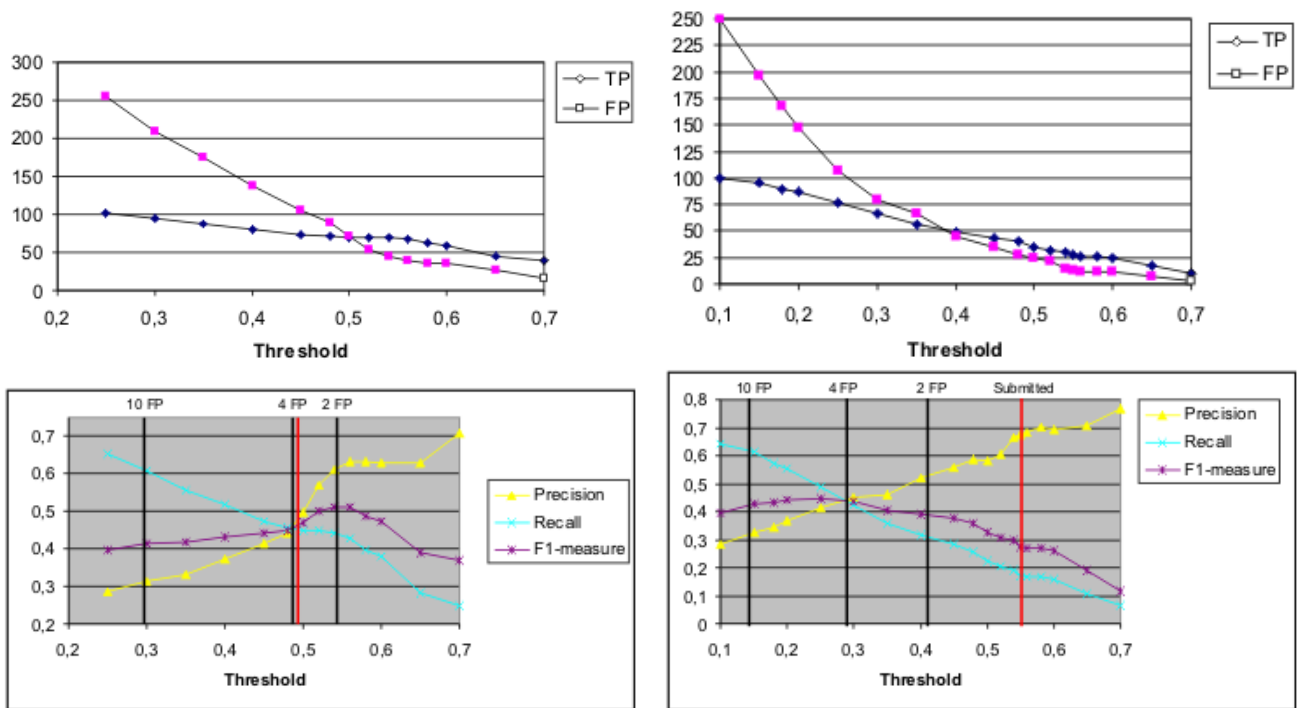 300
250
200
150
100
50
0
0,2 0,3 0,4 0,5 0,6 0,7
Threshold
TP
FP
250
225
200
175
150
125
100
75
50
25
0
0,1 0,2 0,3 0,4 0,5 0,6 0,7
Threshold
TP
FP
10 FP 4 FP 2 FP
0,7
0,6
0,5
0,4
0,3
0,2
0,2 0,3 0,4 0,5 0,6 0,7
Threshold
Precision
Recall
F1-measure
10 FP 4 FP 2 FP Submitted
0,8
0,7
0,6
0,5
0,4
0,3
0,2
0,1
0
0,1 0,2 0,3 0,4 0,5 0,6 0,7
Threshold
Precision
Recall
F1-measure